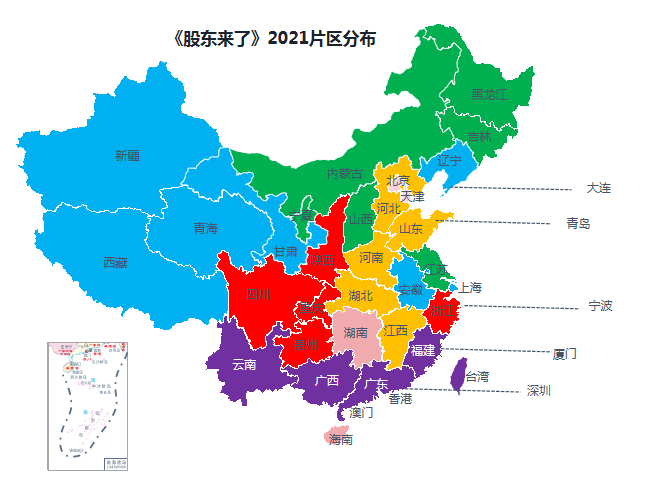 《股东来了》2021片区分布
黑龙江
吉林
新疆
辽宁
内蒙古
北京
大连
天津
宁夏
河北
山西
青海
山东
青岛
甘肃
河南
陕西
西藏
江苏
四川
湖北
安徽
上海
重庆
浙江
宁波
湖南
江西
贵州
福建
厦门
云南
台湾
广西
广东
深圳
香港
澳门
海南